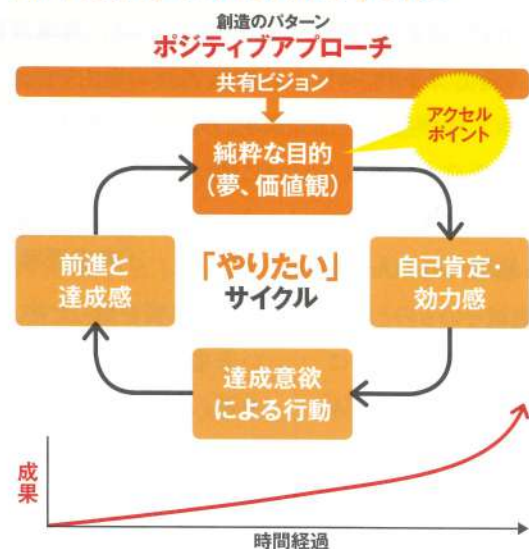 創造のパターン
ポジティブアプローチ
共有ビジョン
アクセル
ポイント
純粋な目的
（夢、価値観）
前進と
達成感
「やりたい」
サイクル
自己肯定・
効力感
達成意欲
による行動
成果
時間経過